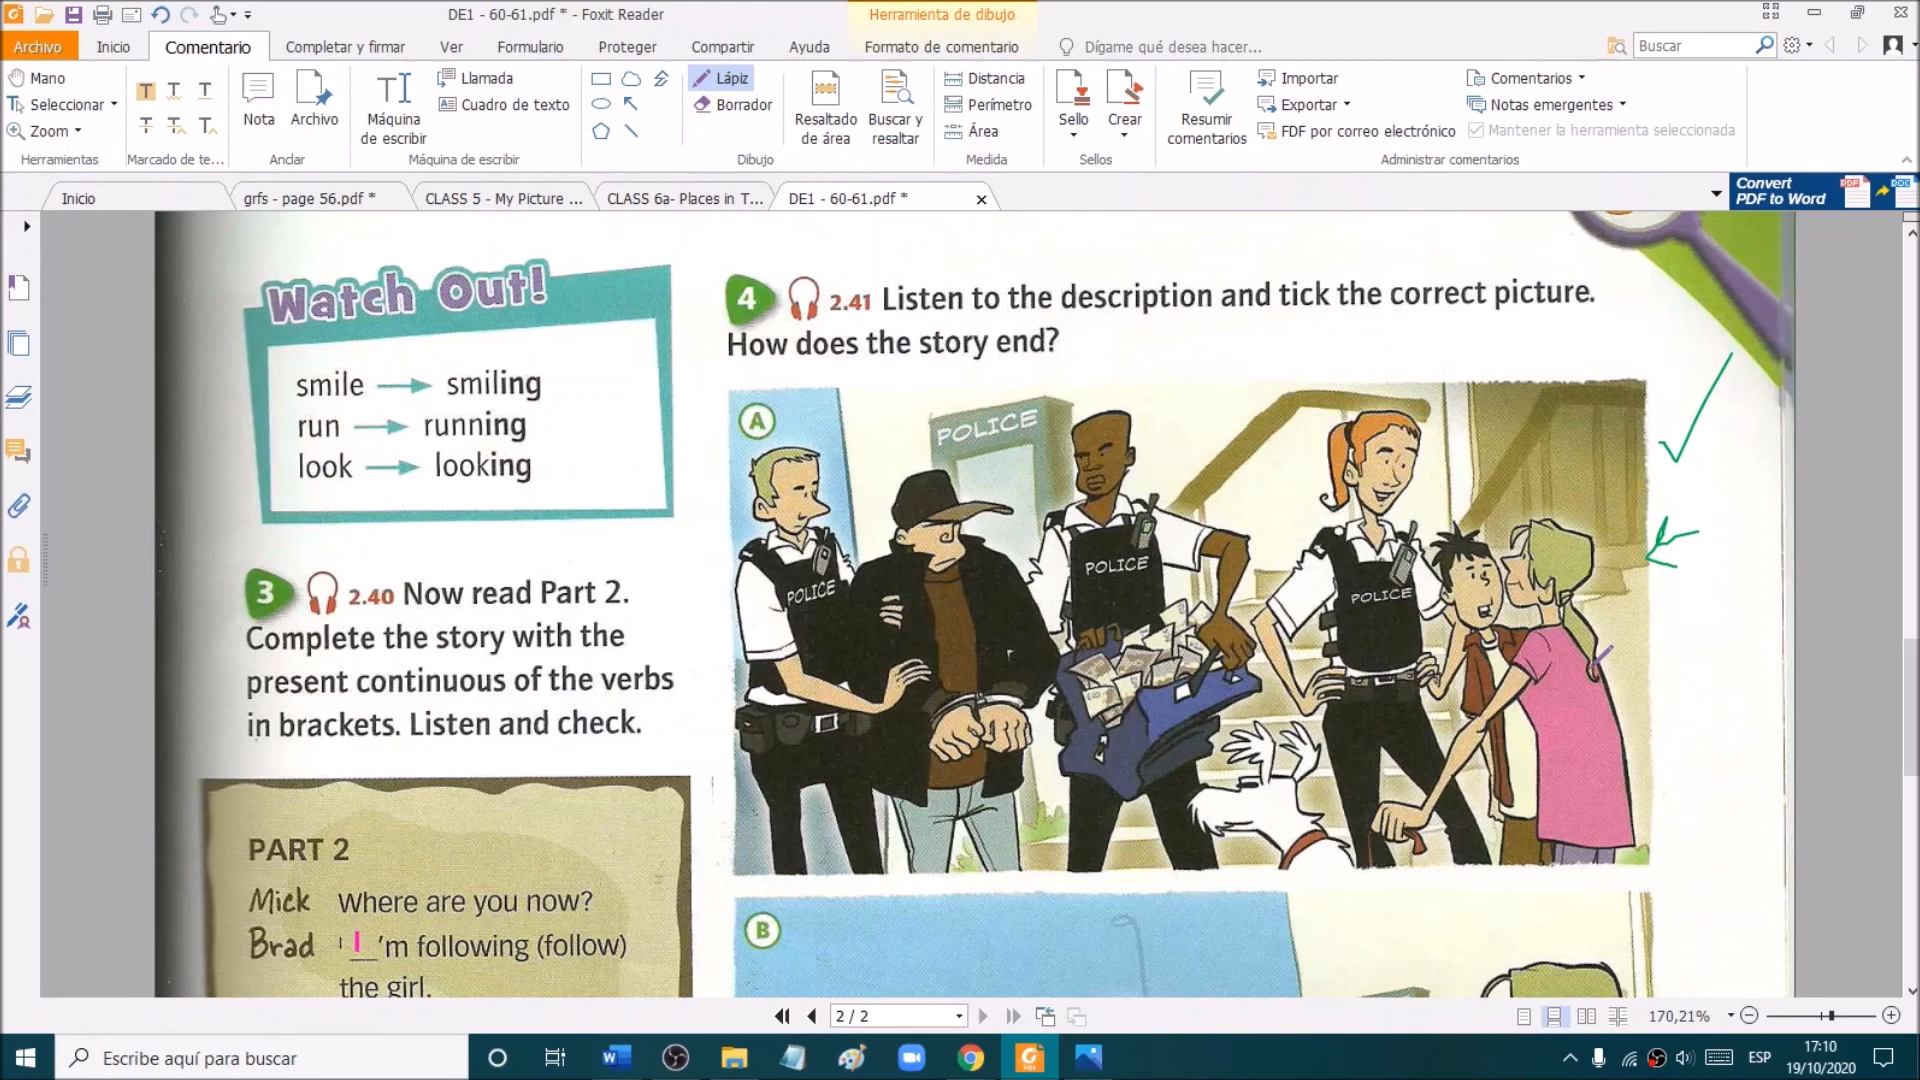 DE1 - 60-61.pdf * - Foxit Reader
Herramienta de dibujo
Archivo
Inicio
Comentario
Completar y firmar
Ver
Formulario
Proteger
Compartir
Ayuda
Formato de comentario
Dígame qué desea hacer...
Buscar
Mano
Seleccionar
Zoom
Herramientas
Marcado de te...
Nota
Archivo
Anclar
Máquina
de escribir
Llamada
Cuadro de texto
Máquina de escribir
Lápiz
Borrador
Dibujo
Resaltado
de área
Buscar y
resaltar
Distancia
Perímetro
Área
Medida
Sello
Crear
Sellos
Resumir
comentarios
Importar
Exportar
FDF por correo electrónico
Comentarios
Notas emergentes
Mantener la herramienta seleccionada
Administrar comentarios
Inicio
grfs - page 56.pdf *
CLASS 5 - My Picture ...
CLASS 6a- Places in T...
DE1 - 60-61.pdf *
Convert
PDF to Word
PDF
DOC
Watch Out!
smile → smiling
run → running
look → looking
3 2.40 Now read Part 2.
Complete the story with the
present continuous of the verbs
in brackets. Listen and check.
PART 2
Mick Where are you now?
Brad ¹ I 'm following (follow)
the girl.
4 2.41 Listen to the description and tick the correct picture.
How does the story end?
A
POLICE
POLICE
POLICE
POLICE
B
2 / 2
170,21%
Escribe aquí para buscar
ESP
17:10
19/10/2020